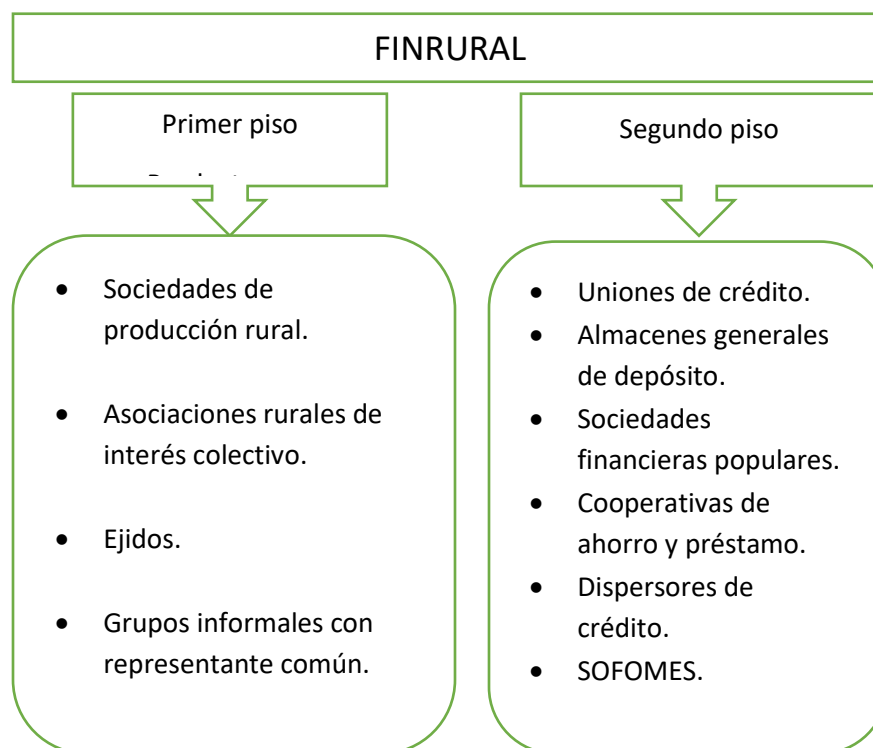 FINRURAL
Primer piso
Segundo piso
• Sociedades de
producción rural.
• Asociaciones rurales de
interés colectivo.
• Ejidos.
• Grupos informales con
representante común.
• Uniones de crédito.
• Almacenes generales
de depósito.
• Sociedades
financieras populares.
• Cooperativas de
ahorro y préstamo.
• Dispersores de
crédito.
• SOFOMES.